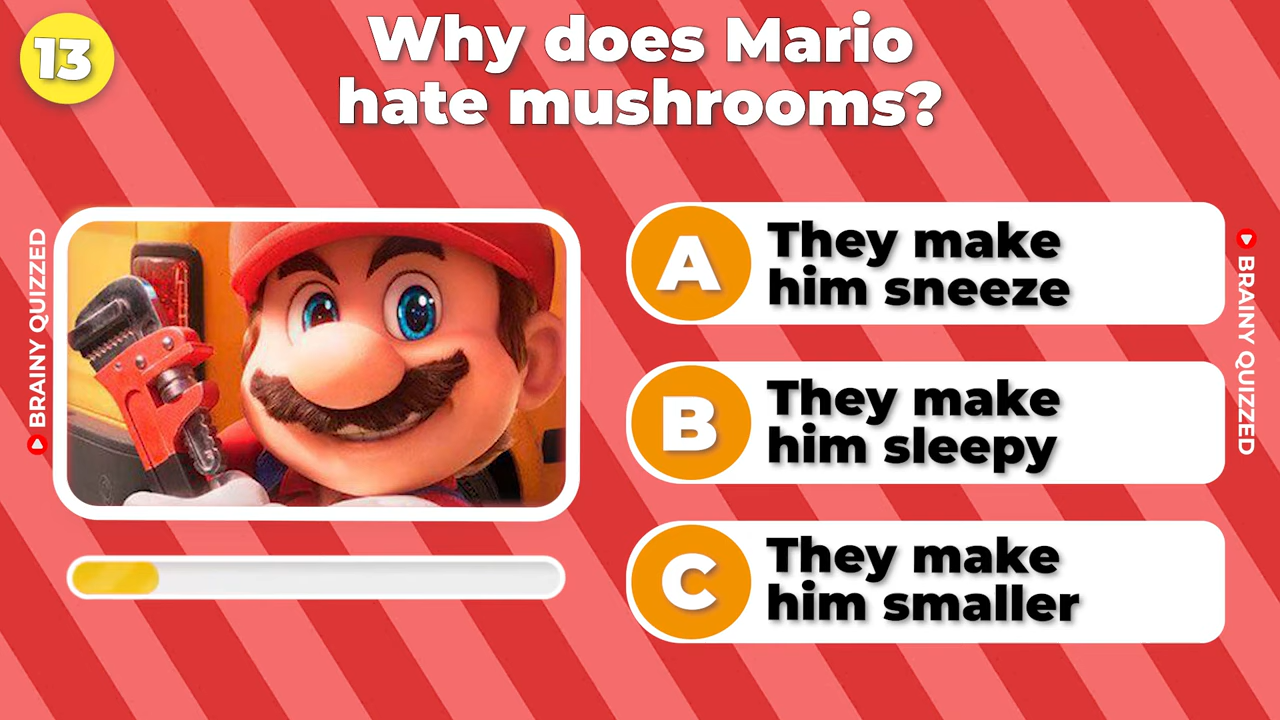 13
Why does Mario
hate mushrooms?
BRAINY QUIZZED
A
They make
him sneeze
B
They make
him sleepy
C
They make
him smaller
BRAINY QUIZZED